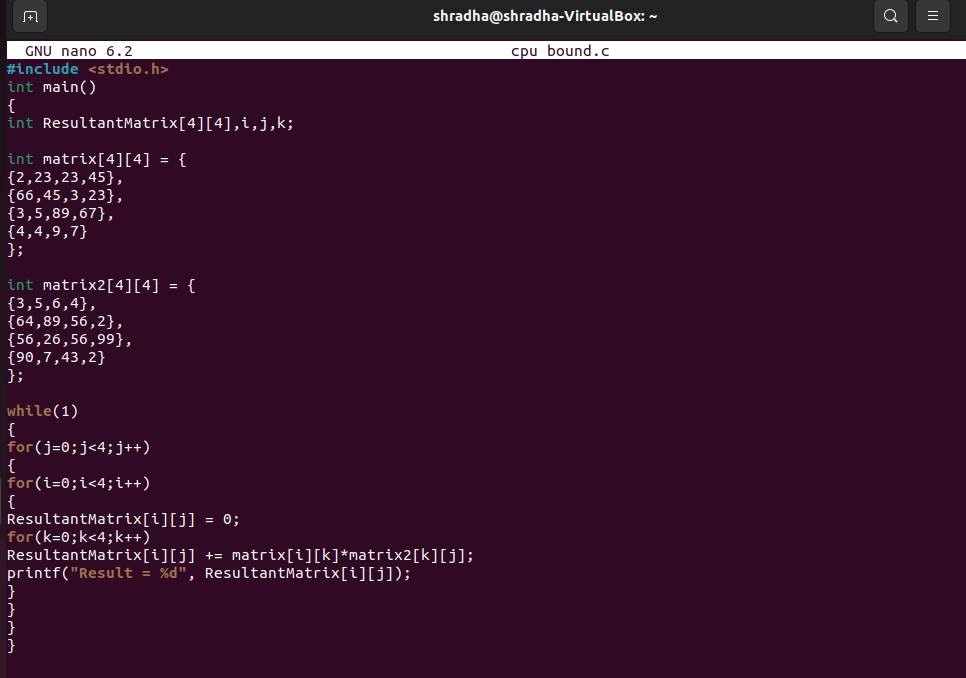 shradha@shradha-VirtualBox: ~
GNU nano 6.2 cpu bound.c
#include <stdio.h>
int main()
{
int ResultantMatrix[4][4],i,j,k;

int matrix[4][4] = {
{2,23,23,45},
{66,45,3,23},
{3,5,89,67},
{4,4,9,7}
};

int matrix2[4][4] = {
{3,5,6,4},
{64,89,56,2},
{56,26,56,99},
{90,7,43,2}
};

while(1)
{
for(j=0;j<4;j++)
{
for(i=0;i<4;i++)
{
ResultantMatrix[i][j] = 0;
for(k=0;k<4;k++)
ResultantMatrix[i][j] += matrix[i][k]*matrix2[k][j];
printf("Result = %d", ResultantMatrix[i][j]);
}
}
}
}